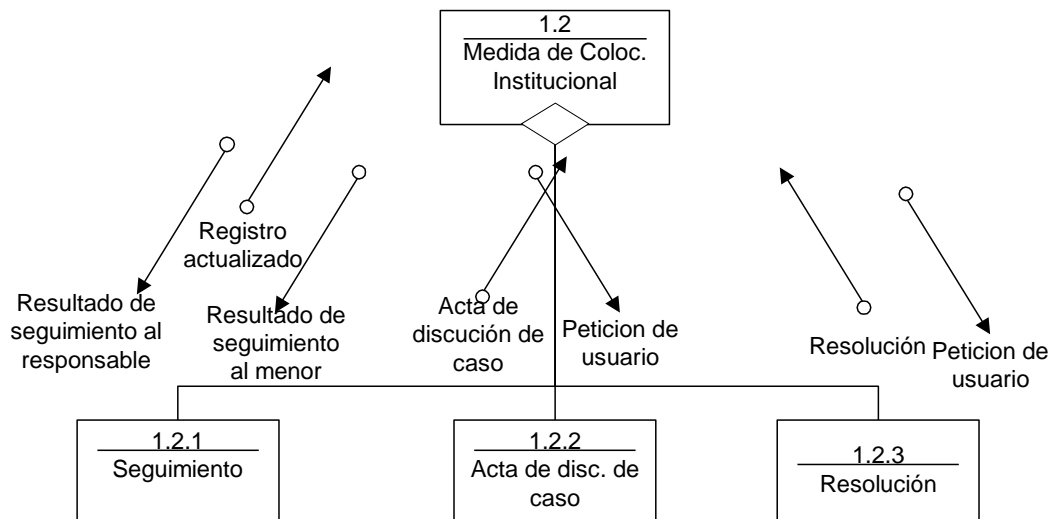 1.2
Medida de Coloc.
Institucional
Registro
actualizado
Resultado de
seguimiento al
responsable
Resultado de
seguimiento
al menor
Acta de
discución de
caso
Peticion de
usuario
Resolución
Peticion de
usuario
1.2.1
Seguimiento
1.2.2
Acta de disc. de
caso
1.2.3
Resolución